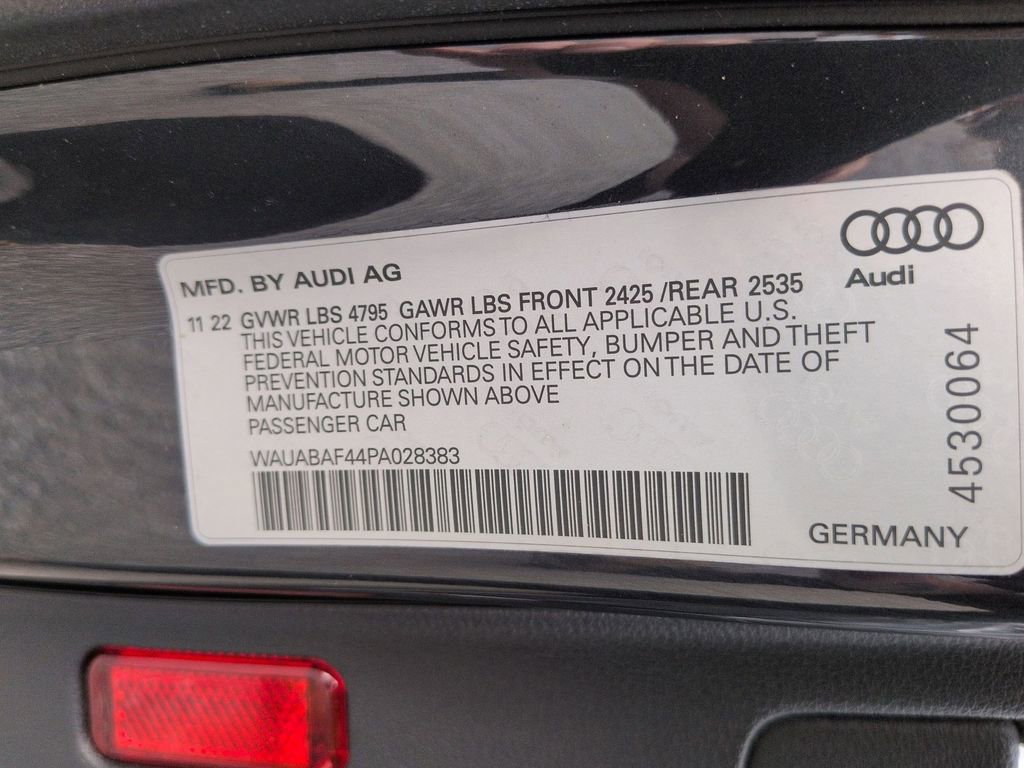 Audi
MFD. BY AUDI AG
11 22 GVWR LBS 4795 GAWR LBS FRONT 2425 /REAR 2535
THIS VEHICLE CONFORMS TO ALL APPLICABLE U.S.
FEDERAL MOTOR VEHICLE SAFETY, BUMPER AND THEFT
PREVENTION STANDARDS IN EFFECT ON THE DATE OF
MANUFACTURE SHOWN ABOVE
PASSENGER CAR
WAUABAF44PA028383
4530064
GERMANY